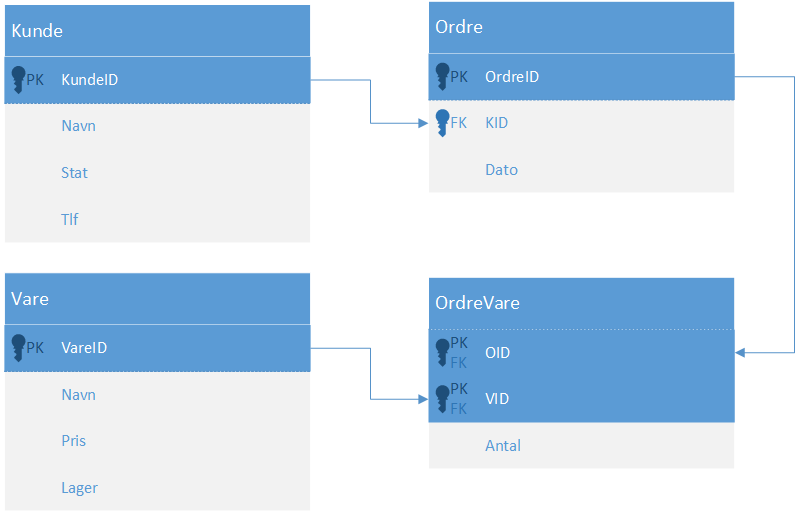 Kunde
PK KundeID
Navn
Stat
Tlf
Ordre
PK OrdreID
FK KID
Dato
Vare
PK VareID
Navn
Pris
Lager
OrdreVare
PK
FK OID
PK
FK VID
Antal